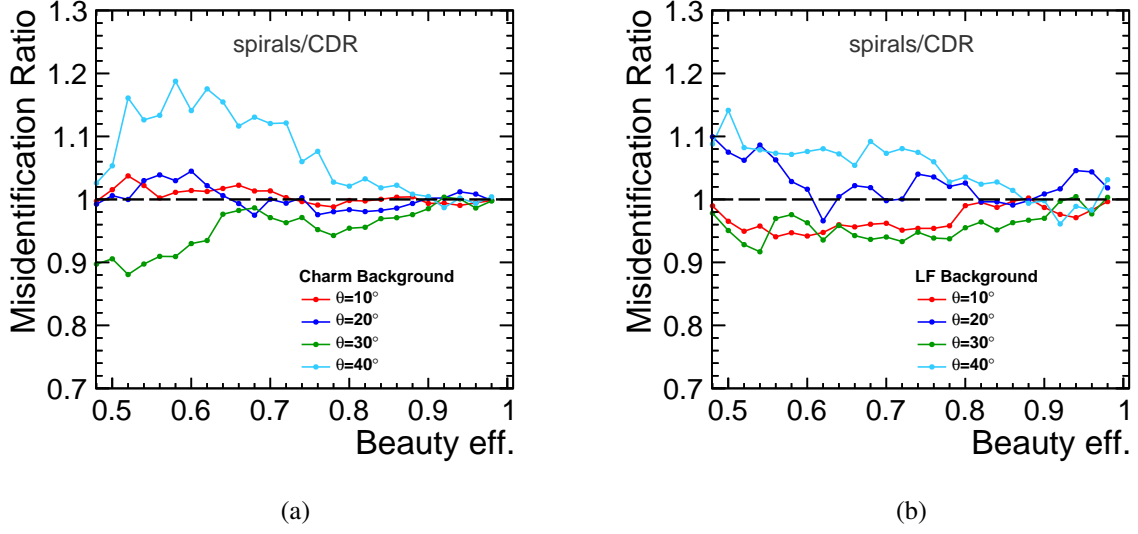 Misidentification Ratio
1.3
1.2
1.1
1
0.9
0.8
0.7
spirals/CDR
Charm Background
θ=10°
θ=20°
θ=30°
θ=40°
0.5 0.6 0.7 0.8 0.9 1
Beauty eff.
(a)
Misidentification Ratio
1.3
1.2
1.1
1
0.9
0.8
0.7
spirals/CDR
LF Background
θ=10°
θ=20°
θ=30°
θ=40°
0.5 0.6 0.7 0.8 0.9 1
Beauty eff.
(b)